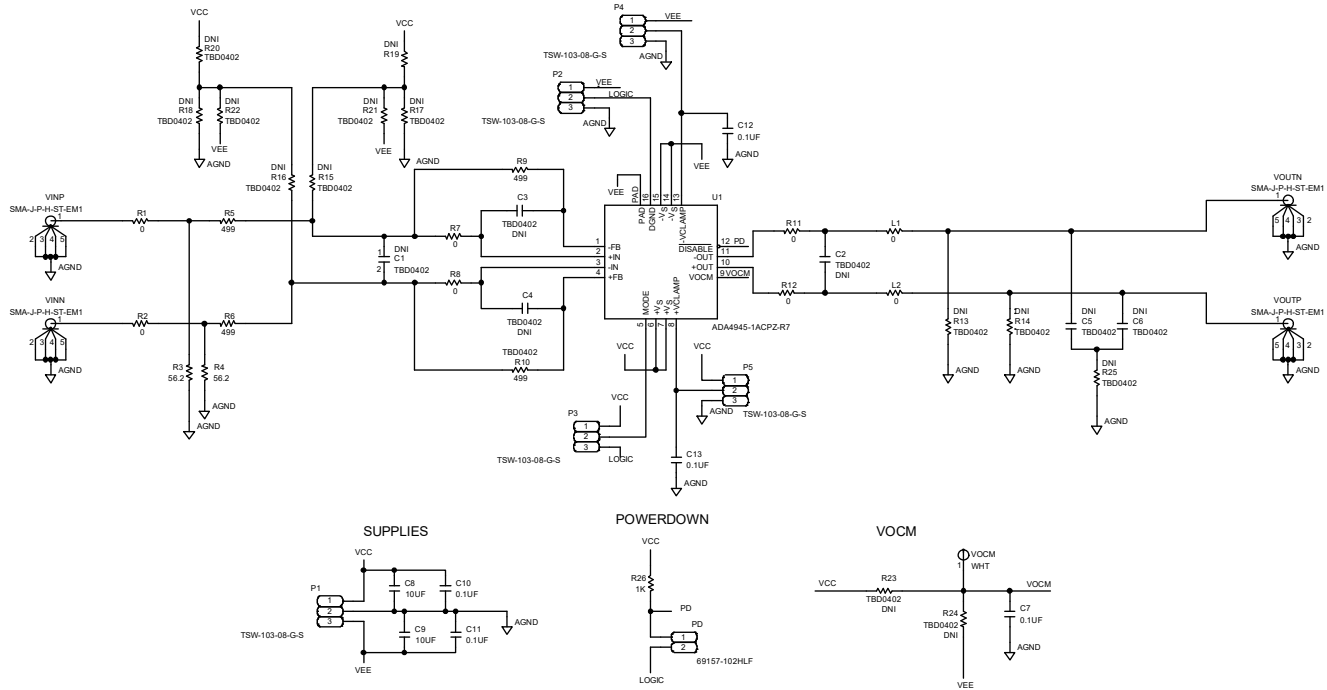 VCC
DNI
R20
TBD0402
DNI
R18
TBD0402
DNI
R22
TBD0402
VEE
AGND
VCC
DNI
R19
DNI
R21
TBD0402
VEE
DNI
R17
TBD0402
AGND
DNI
R16
TBD0402
DNI
R15
TBD0402
VINP
SMA-J-P-H-ST-EM1
1
2 3 4 5
AGND
R1
0
R5
499
VINN
SMA-J-P-H-ST-EM1
1
2 3 4 5
AGND
R2
0
R6
499
R3
56.2
R4
56.2
AGND
AGND
DNI
C1
TBD0402
1
2
R9
499
C3
TBD0402
DNI
R7
0
R8
0
C4
TBD0402
DNI
TBD0402
R10
499
P4
1
2
3
VEE
TSW-103-08-G-S
AGND
P2
1
2
3
VEE
LOGIC
TSW-103-08-G-S
AGND
C12
0.1UF
AGND
VEE
VEE
U1
PAD
16
15
14
13
PAD
DGND
-VS
-VS
-VCLAMP
1 -FB
2 +IN
3 -IN
4 +FB
DISABLE 12 PD
-OUT 11
+OUT 10
VOCM 9 VOCM
MODE
+VS
+VS
+VCLAMP
5
6
7
8
ADA4945-1ACPZ-R7
VCC
P5
VCC
1
2
3
AGND
TSW-103-08-G-S
P3
VCC
1
2
3
LOGIC
TSW-103-08-G-S
C13
0.1UF
AGND
R11
0
R12
0
C2
TBD0402
DNI
L1
0
L2
0
DNI
R13
TBD0402
AGND
DNI
R14
TBD0402
AGND
DNI
C5
TBD0402
DNI
C6
TBD0402
DNI
R25
TBD0402
AGND
VOUTN
SMA-J-P-H-ST-EM1
1
5 4 3 2
AGND
VOUTP
SMA-J-P-H-ST-EM1
1
5 4 3 2
AGND
SUPPLIES
VCC
P1
1
2
3
TSW-103-08-G-S
C8
10UF
C10
0.1UF
C9
10UF
C11
0.1UF
AGND
VEE
POWERDOWN
VCC
R26
1K
PD
PD
1
2
69157-102HLF
LOGIC
VOCM
VOCM
1
WHT
VCC
R23
TBD0402
DNI
VOCM
R24
TBD0402
DNI
C7
0.1UF
AGND
VEE